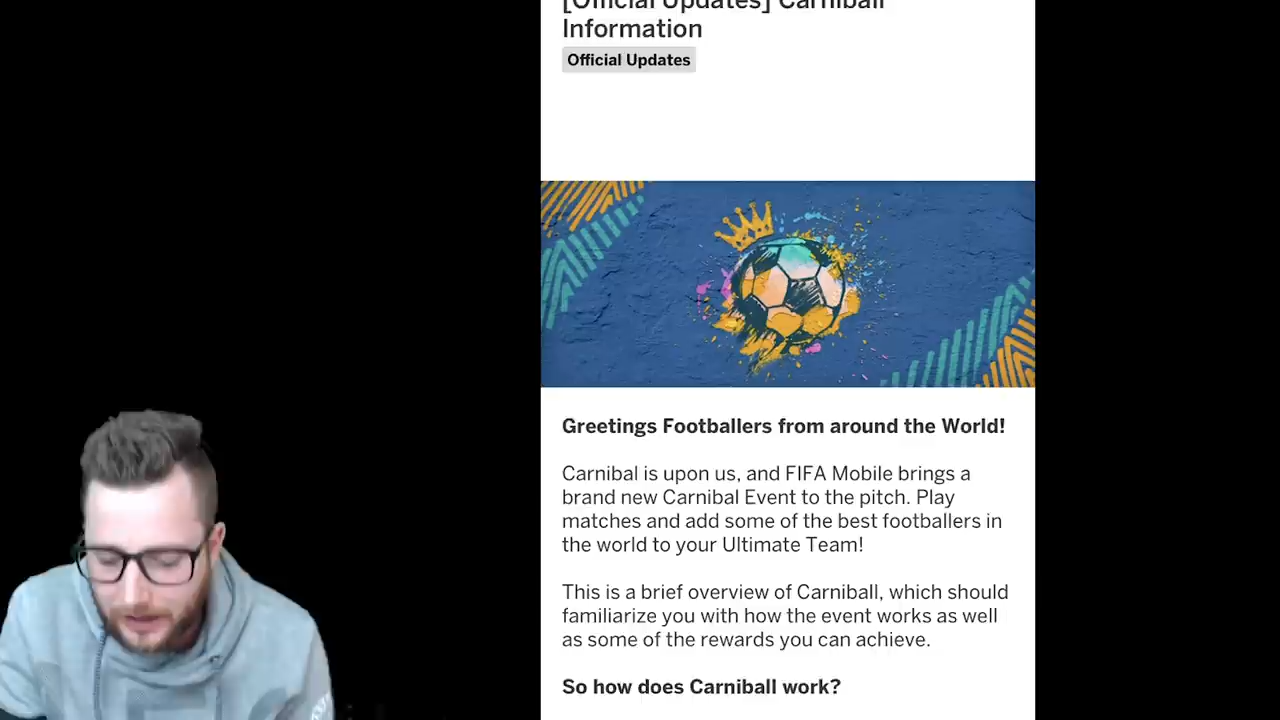 [Official Updates] Carniball
Information
Official Updates
Greetings Footballers from around the World!
Carnibal is upon us, and FIFA Mobile brings a
brand new Carnibal Event to the pitch. Play
matches and add some of the best footballers in
the world to your Ultimate Team!
This is a brief overview of Carniball, which should
familiarize you with how the event works as well
as some of the rewards you can achieve.
So how does Carniball work?